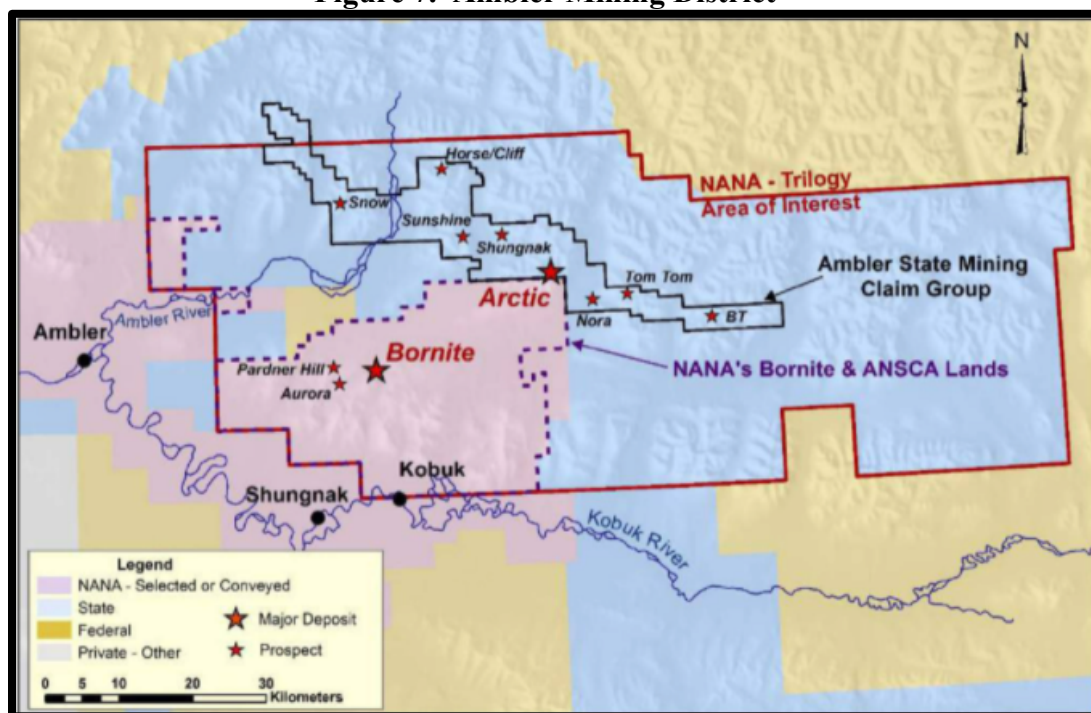 Figure 7. Ambler Mining District
N
Horse/Cliff
NANA - Trilogy
Area of Interest
Snow
Sunshine
Shungnak
Ambler State Mining
Claim Group
Tom Tom
Arctic
Ambler River
Nora
BT
Ambler
Bornite
NANA's Bornite & ANSCA Lands
Pardner Hill
Aurora
Kobuk
Shungnak
Kobuk River
Legend
NANA - Selected or Conveyed
State
Federal
Private - Other
Major Deposit
Prospect
0 5 10 20 30
Kilometers